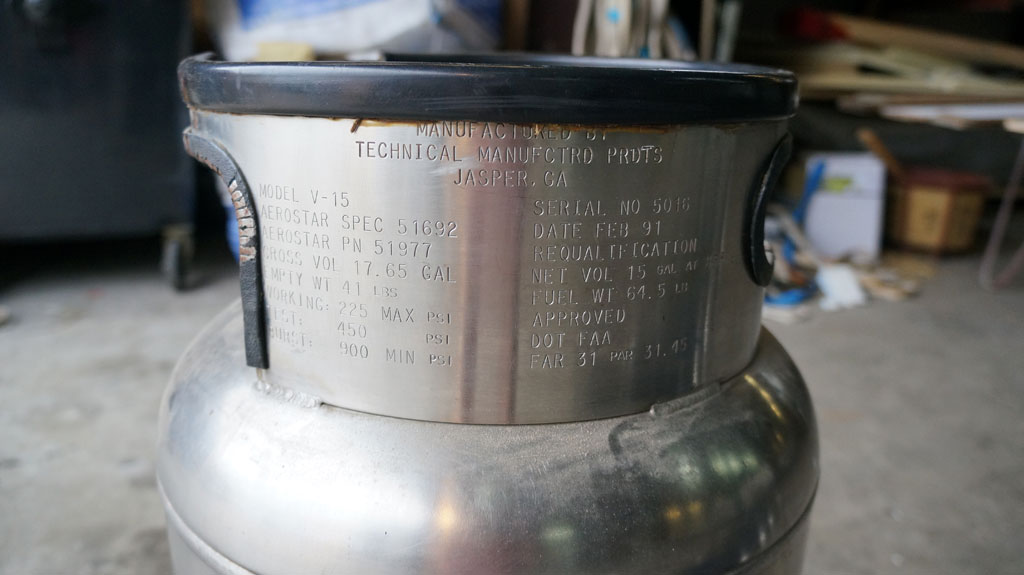 MANUFACTURED BY
TECHNICAL MANUFCTRD PRDTS
JASPER, GA
MODEL V-15
AEROSTAR SPEC 51692
AEROSTAR PN 51977
GROSS VOL 17.65 GAL
EMPTY WT 41 LBS
WORKING: 225 MAX PSI
TEST: 450 PSI
BURST: 900 MIN PSI
SERIAL NO 5016
DATE FEB 91
REQUALIFICATION
NET VOL 15 GAL AT
FUEL WT 64.5 LB
APPROVED
DOT FAA
FAR 31 PAR 31.45